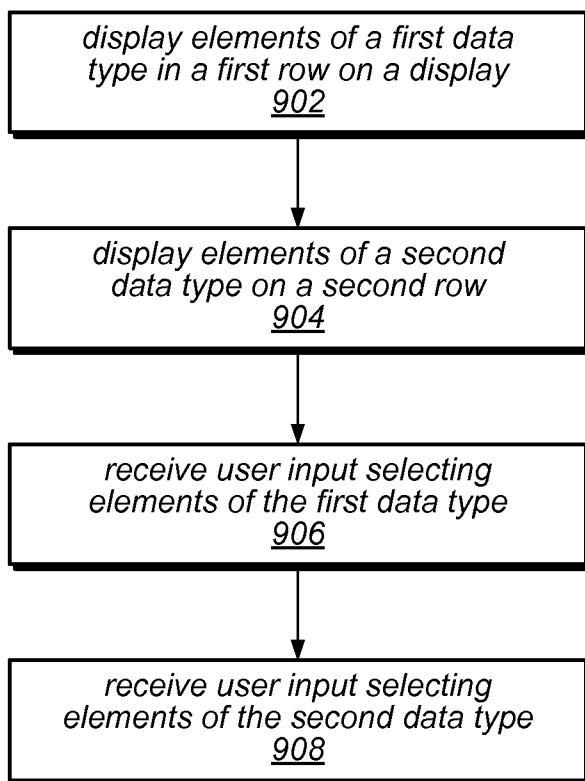 display elements of a first data
type in a first row on a display
902
display elements of a second
data type on a second row
904
receive user input selecting
elements of the first data type
906
receive user input selecting
elements of the second data type
908